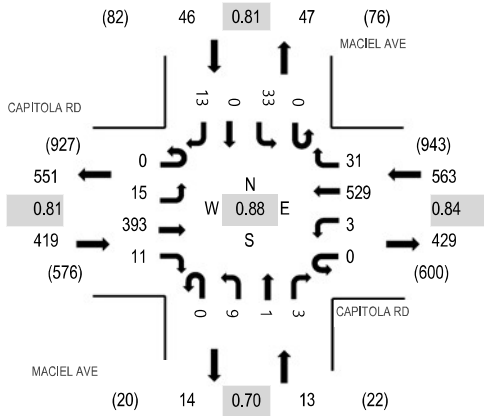 (82) 46 0.81 47 (76)
MACIEL AVE
CAPITOLA RD
13 0 33 0
(927)
551
0.81
419
(576)
0
15
393
11
N
W 0.88 E
S
31
529
3
0
(943)
563
0.84
429
(600)
0 9 1 3
CAPITOLA RD
MACIEL AVE
(20) 14 0.70 13 (22)